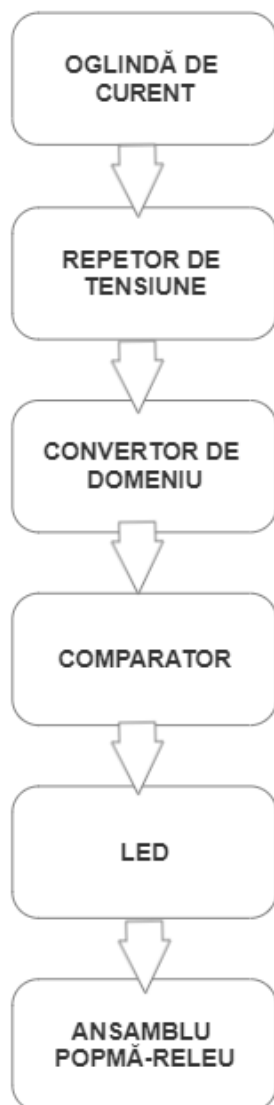 OGLINDĂ DE
CURENT
REPETOR DE
TENSIUNE
CONVERTOR DE
DOMENIU
COMPARATOR
LED
ANSAMBLU
POPMĂ-RELEU